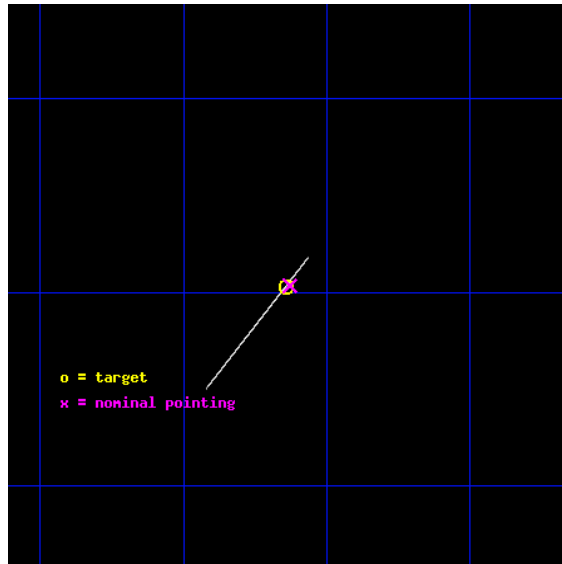 o = target
x = nominal pointing